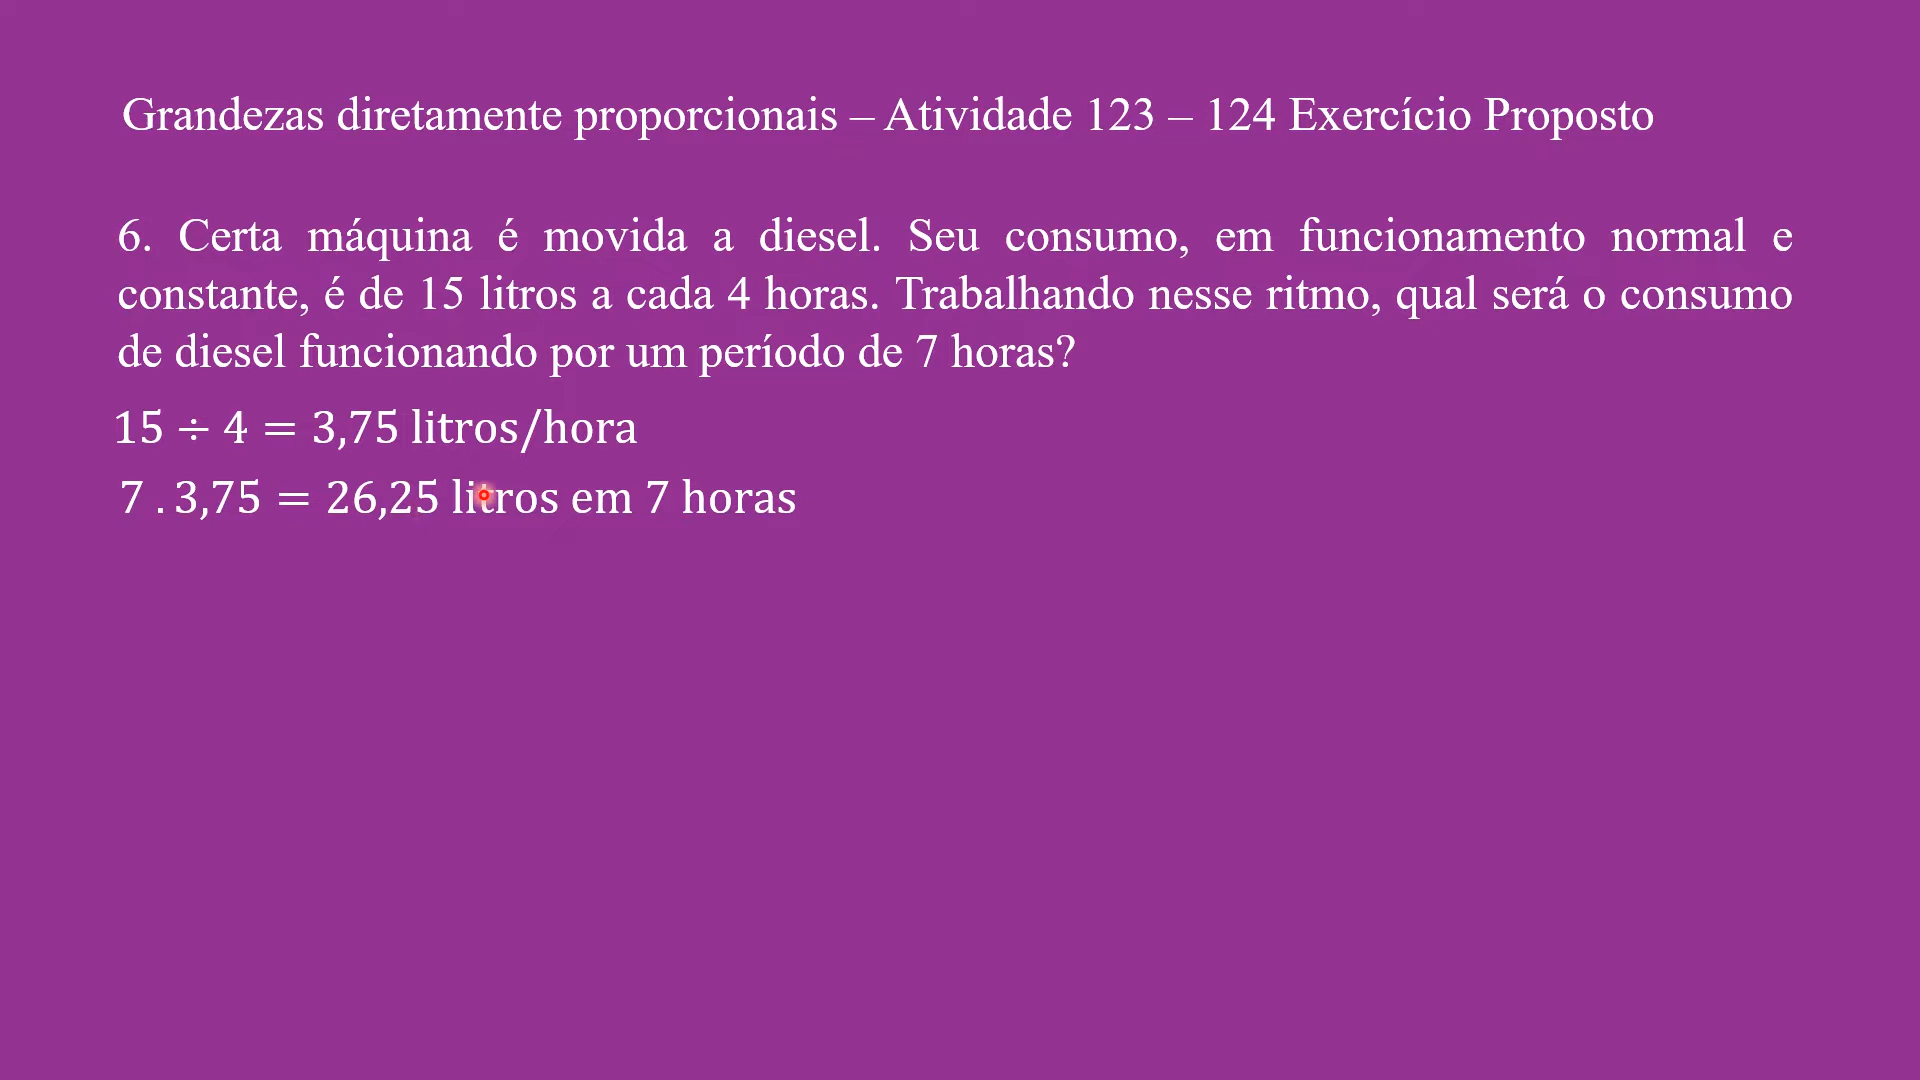 Grandezas diretamente proporcionais – Atividade 123 – 124 Exercício Proposto
6. Certa máquina é movida a diesel. Seu consumo, em funcionamento normal e
constante, é de 15 litros a cada 4 horas. Trabalhando nesse ritmo, qual será o consumo
de diesel funcionando por um período de 7 horas?
15 ÷ 4 = 3,75 litros/hora
7 . 3,75 = 26,25 litros em 7 horas